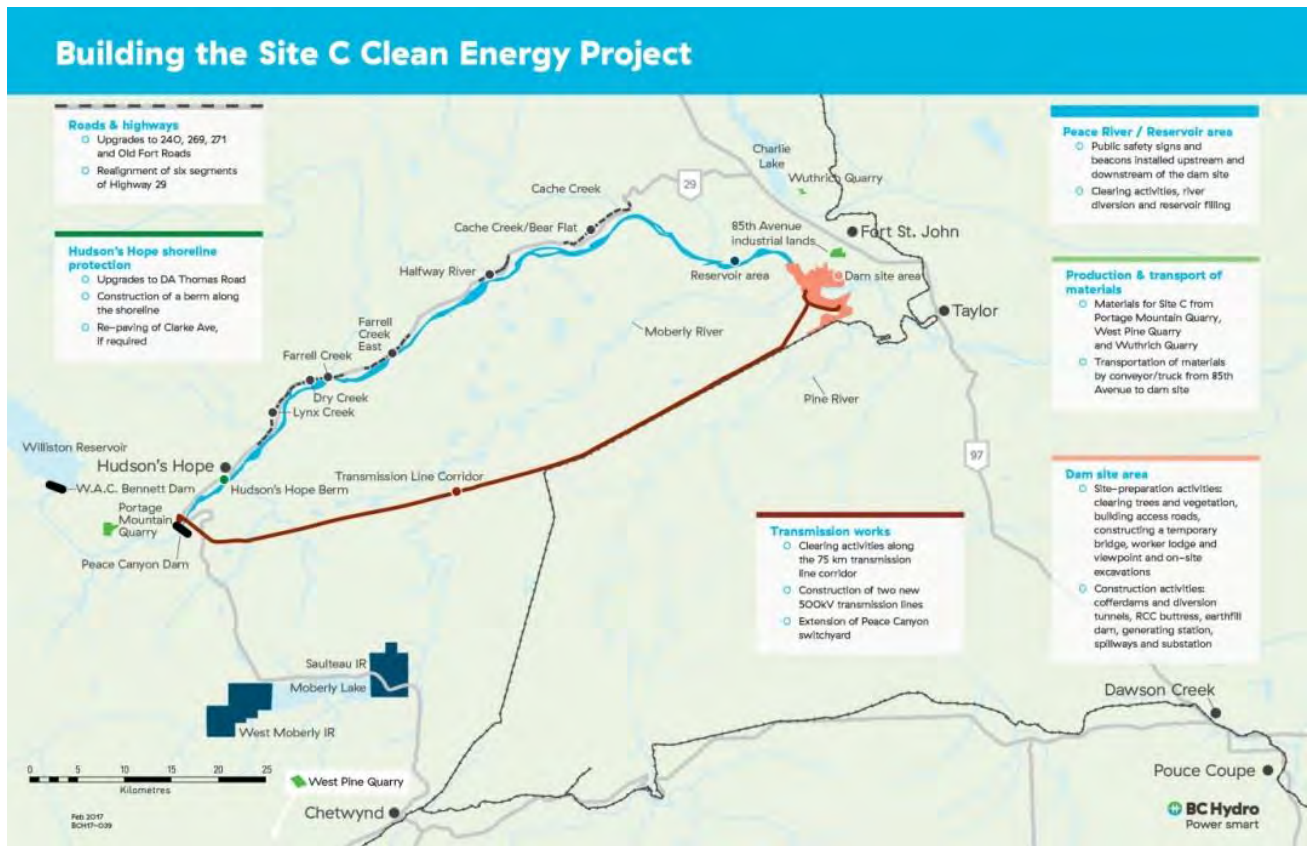 Building the Site C Clean Energy Project
Roads & highways
Upgrades to 240, 269, 271
and Old Fort Roads
Realignment of six segments
of Highway 29
Hudson's Hope shoreline
protection
Upgrades to DA Thomas Road
Construction of a berm along
the shoreline
Re-paving of Clarke Ave,
if required
Peace River / Reservoir area
Public safety signs and
beacons installed upstream and
downstream of the dam site
Clearing activities, river
diversion and reservoir filling
Production & transport of
materials
Materials for Site C from
Portage Mountain Quarry,
West Pine Quarry
and Wuthrich Quarry
Transportation of materials
by conveyor/truck from 85th
Avenue to dam site
Dam site area
Site-preparation activities:
clearing trees and vegetation,
building access roads,
constructing a temporary
bridge, worker lodge and
viewpoint and on-site
excavations
Construction activities:
cofferdams and diversion
tunnels, RCC buttress, earthfill
dam, generating station,
spillways and substation
Transmission works
Clearing activities along
the 75 km transmission
line corridor
Construction of two new
500kV transmission lines
Extension of Peace Canyon
switchyard
Charlie
Lake
Wuthrich Quarry
Cache Creek
29
Cache Creek/Bear Flat
85th Avenue
industrial lands
Fort St. John
Halfway River
Reservoir area
Dam site area
Taylor
Farrell
Creek
East
Moberly River
Farrell Creek
Dry Creek
Lynx Creek
Pine River
Williston Reservoir
Hudson's Hope
97
Transmission Line Corridor
W.A.C. Bennett Dam
Hudson's Hope Berm
Portage
Mountain
Quarry
Peace Canyon Dam
Saulteau IR
Moberly Lake
West Moberly IR
Dawson Creek
Pouce Coupe
0 5 10 15 20 25
Kilometres
West Pine Quarry
Chetwynd
Feb 2017
BCH17-039
BC Hydro
Power smart